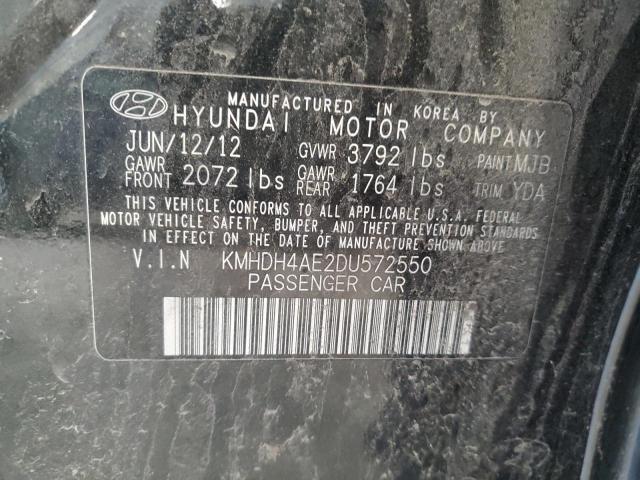 MANUFACTURED IN KOREA BY
HYUNDAI MOTOR COMPANY
JUN/12/12 GVWR 3792 lbs PAINT MJB
GAWR FRONT 2072 lbs GAWR REAR 1764 lbs TRIM YDA
THIS VEHICLE CONFORMS TO ALL APPLICABLE U.S.A. FEDERAL
MOTOR VEHICLE SAFETY, BUMPER, AND THEFT PREVENTION STANDARDS
IN EFFECT ON THE DATE OF MANUFACTURE SHOWN ABOVE.
V.I.N KMHDH4AE2DU572550
PASSENGER CAR